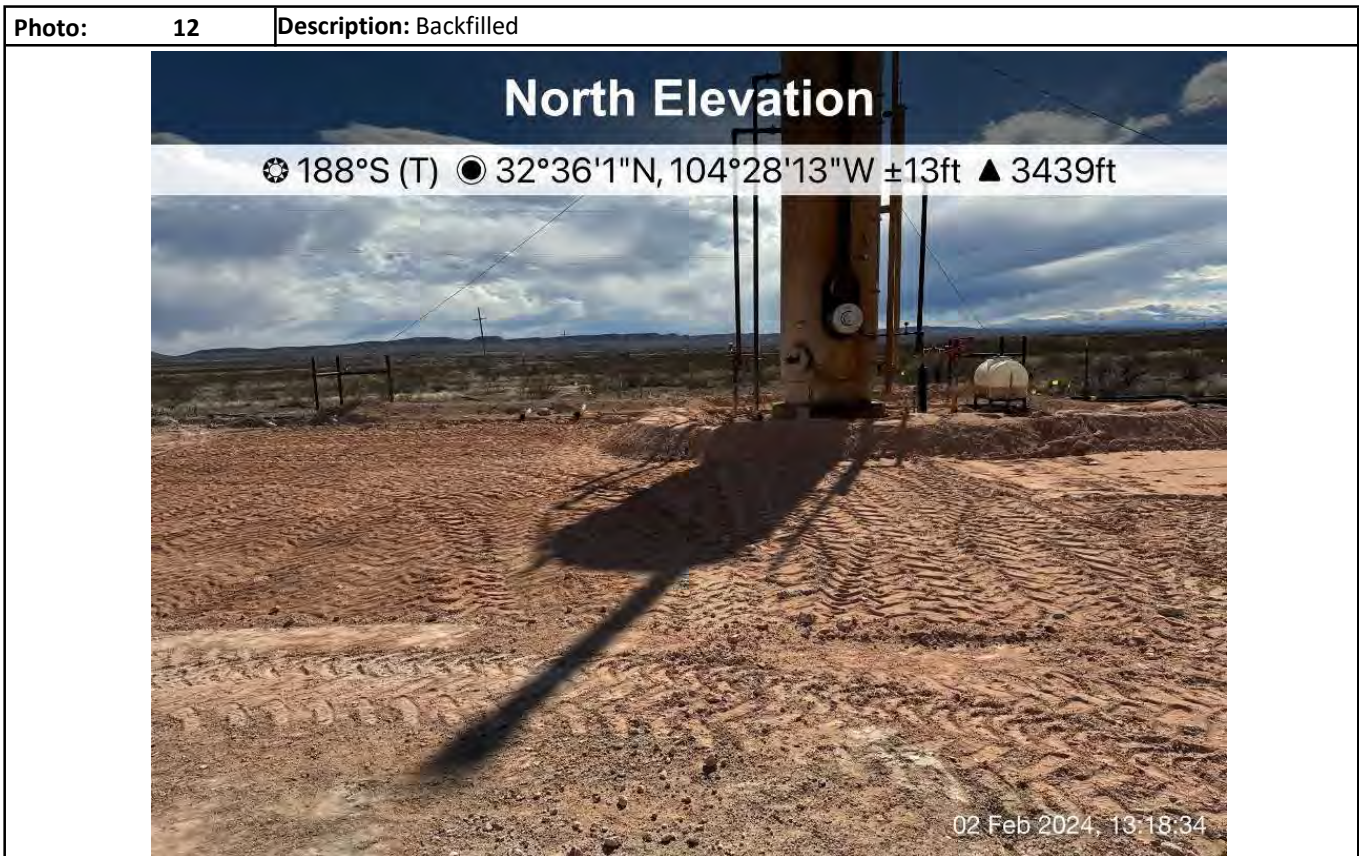 Photo: 12 Description: Backfilled
North Elevation
188°S (T) 32°36'1"N, 104°28'13"W ±13ft ▲ 3439ft
02 Feb 2024, 13:18:34